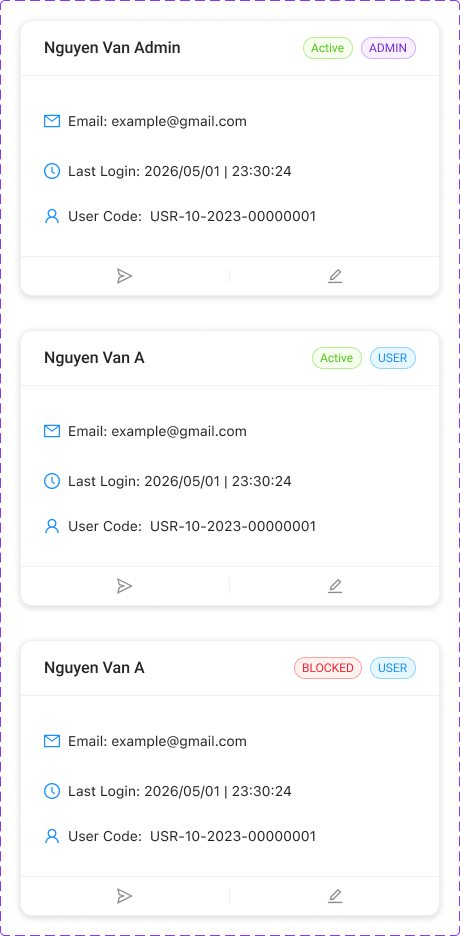 Nguyen Van Admin Active ADMIN
Email: example@gmail.com
Last Login: 2026/05/01 | 23:30:24
User Code: USR-10-2023-00000001
Nguyen Van A Active USER
Email: example@gmail.com
Last Login: 2026/05/01 | 23:30:24
User Code: USR-10-2023-00000001
Nguyen Van A BLOCKED USER
Email: example@gmail.com
Last Login: 2026/05/01 | 23:30:24
User Code: USR-10-2023-00000001